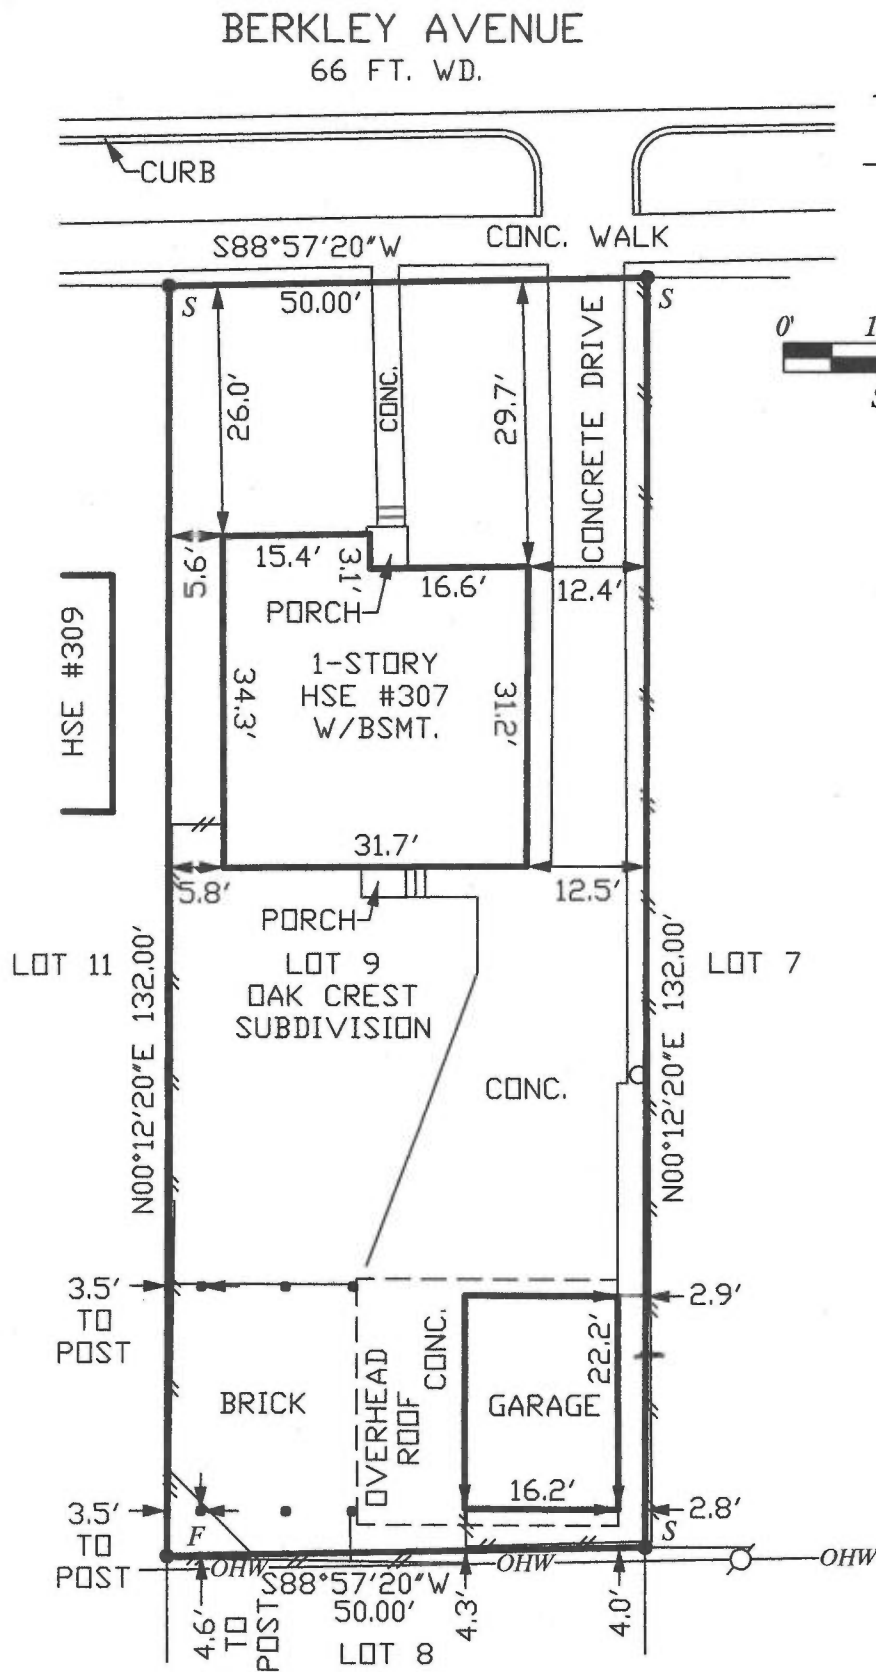 BERKLEY AVENUE
66 FT. WD.
CURB
S88°57'20"W
50.00'
CONC. WALK
S
S
0'
1
S
26.0'
CONC.
29.7'
CONCRETE DRIVE
5.6'
15.4'
3.1'
16.6'
12.4'
PORCH
HSE #309
1-STORY
HSE #307
W/BSMT.
34.3'
31.2'
31.7'
5.8'
12.5'
PORCH
LOT 11
N00°12'20"E 132.00'
LOT 9
OAK CREST
SUBDIVISION
N00°12'20"E 132.00'
LOT 7
CONC.
3.5'
TO
POST
2.9'
BRICK
OVERHEAD
ROOF
CONC.
22.2'
GARAGE
16.2'
3.5'
TO
POST
F
2.8'
S
OHW
OHW
OHW
S88°57'20"W
50.00'
4.6'
TO
POST
4.3'
4.0'
LOT 8